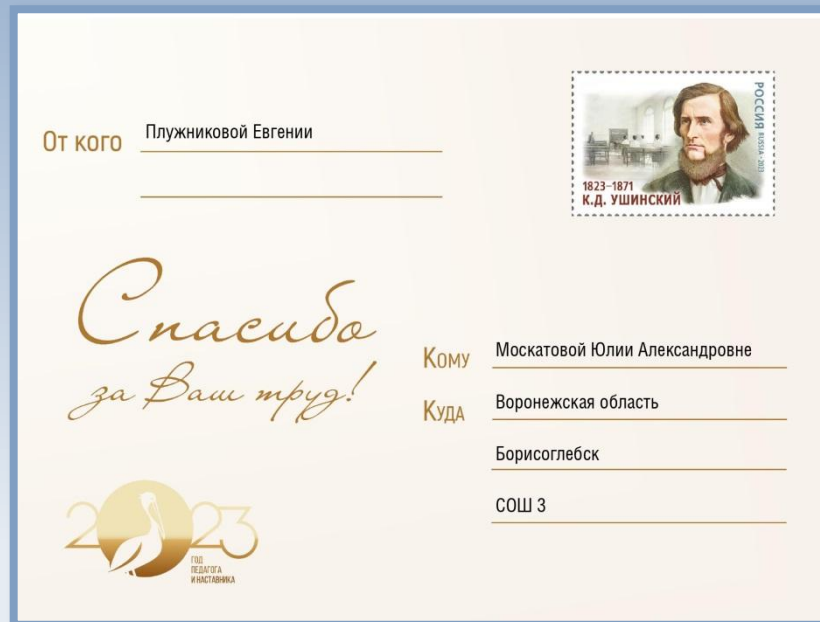 От кого Плужниковой Евгении
РОССИЯ RUSSIA · 2023
1823–1871
К.Д. УШИНСКИЙ
Спасибо
за Ваш труд!
Кому Москатовой Юлии Александровне
Куда Воронежская область
Борисоглебск
СОШ 3
2023
ГОД
ПЕДАГОГА
И НАСТАВНИКА